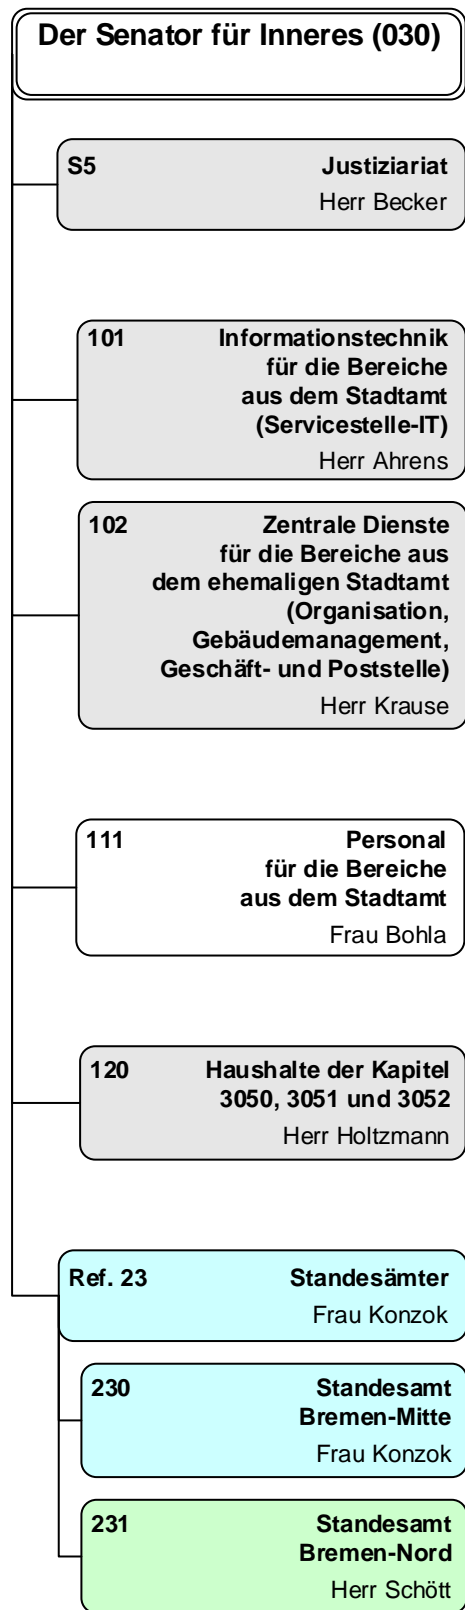 Der Senator für Inneres (030)
S5 Justiziariat
Herr Becker
101 Informationstechnik
für die Bereiche
aus dem Stadtamt
(Servicestelle-IT)
Herr Ahrens
102 Zentrale Dienste
für die Bereiche aus
dem ehemaligen Stadtamt
(Organisation,
Gebäudemanagement,
Geschäft- und Poststelle)
Herr Krause
111 Personal
für die Bereiche
aus dem Stadtamt
Frau Bohla
120 Haushalte der Kapitel
3050, 3051 und 3052
Herr Holtzmann
Ref. 23 Standesämter
Frau Konzok
230 Standesamt
Bremen-Mitte
Frau Konzok
231 Standesamt
Bremen-Nord
Herr Schött